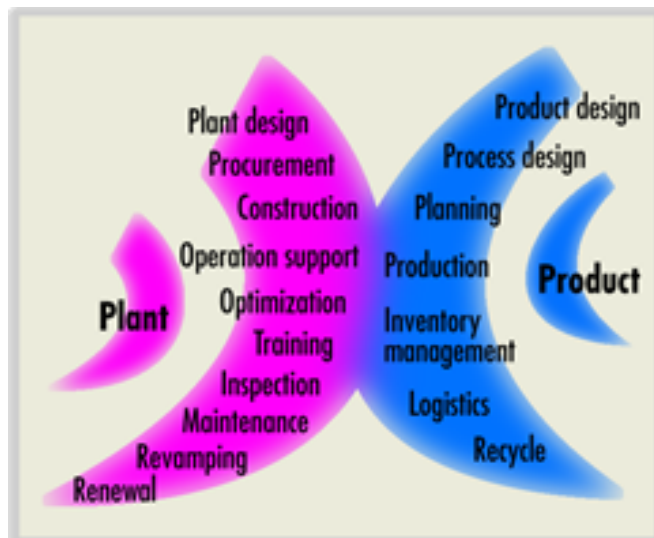 Plant design
Procurement
Construction
Operation support
Optimization
Training
Inspection
Maintenance
Revamping
Renewal
Plant
Product design
Process design
Planning
Production
Inventory
management
Logistics
Recycle
Product